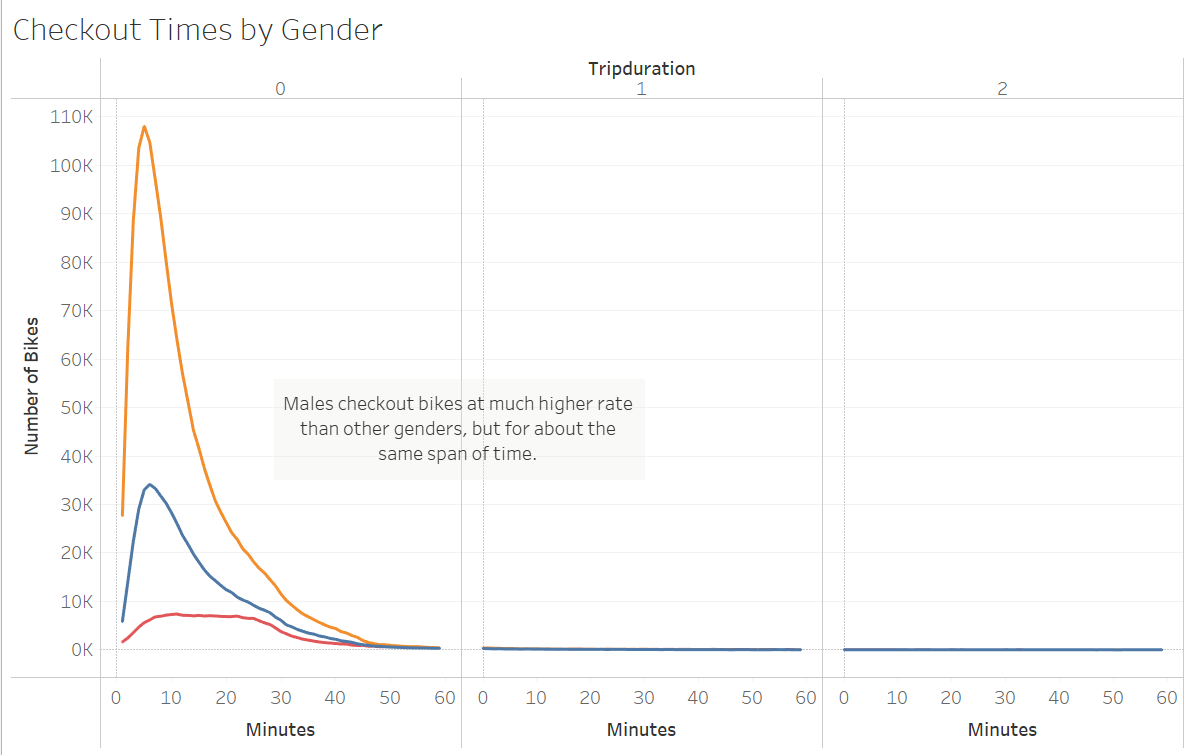 Checkout Times by Gender
Tripduration
0 1 2
110K
100K
90K
80K
70K
60K
50K
40K
30K
20K
10K
0K
Number of Bikes
Males checkout bikes at much higher rate
than other genders, but for about the
same span of time.
0 10 20 30 40 50 60 0 10 20 30 40 50 60 0 10 20 30 40 50 60
Minutes Minutes Minutes